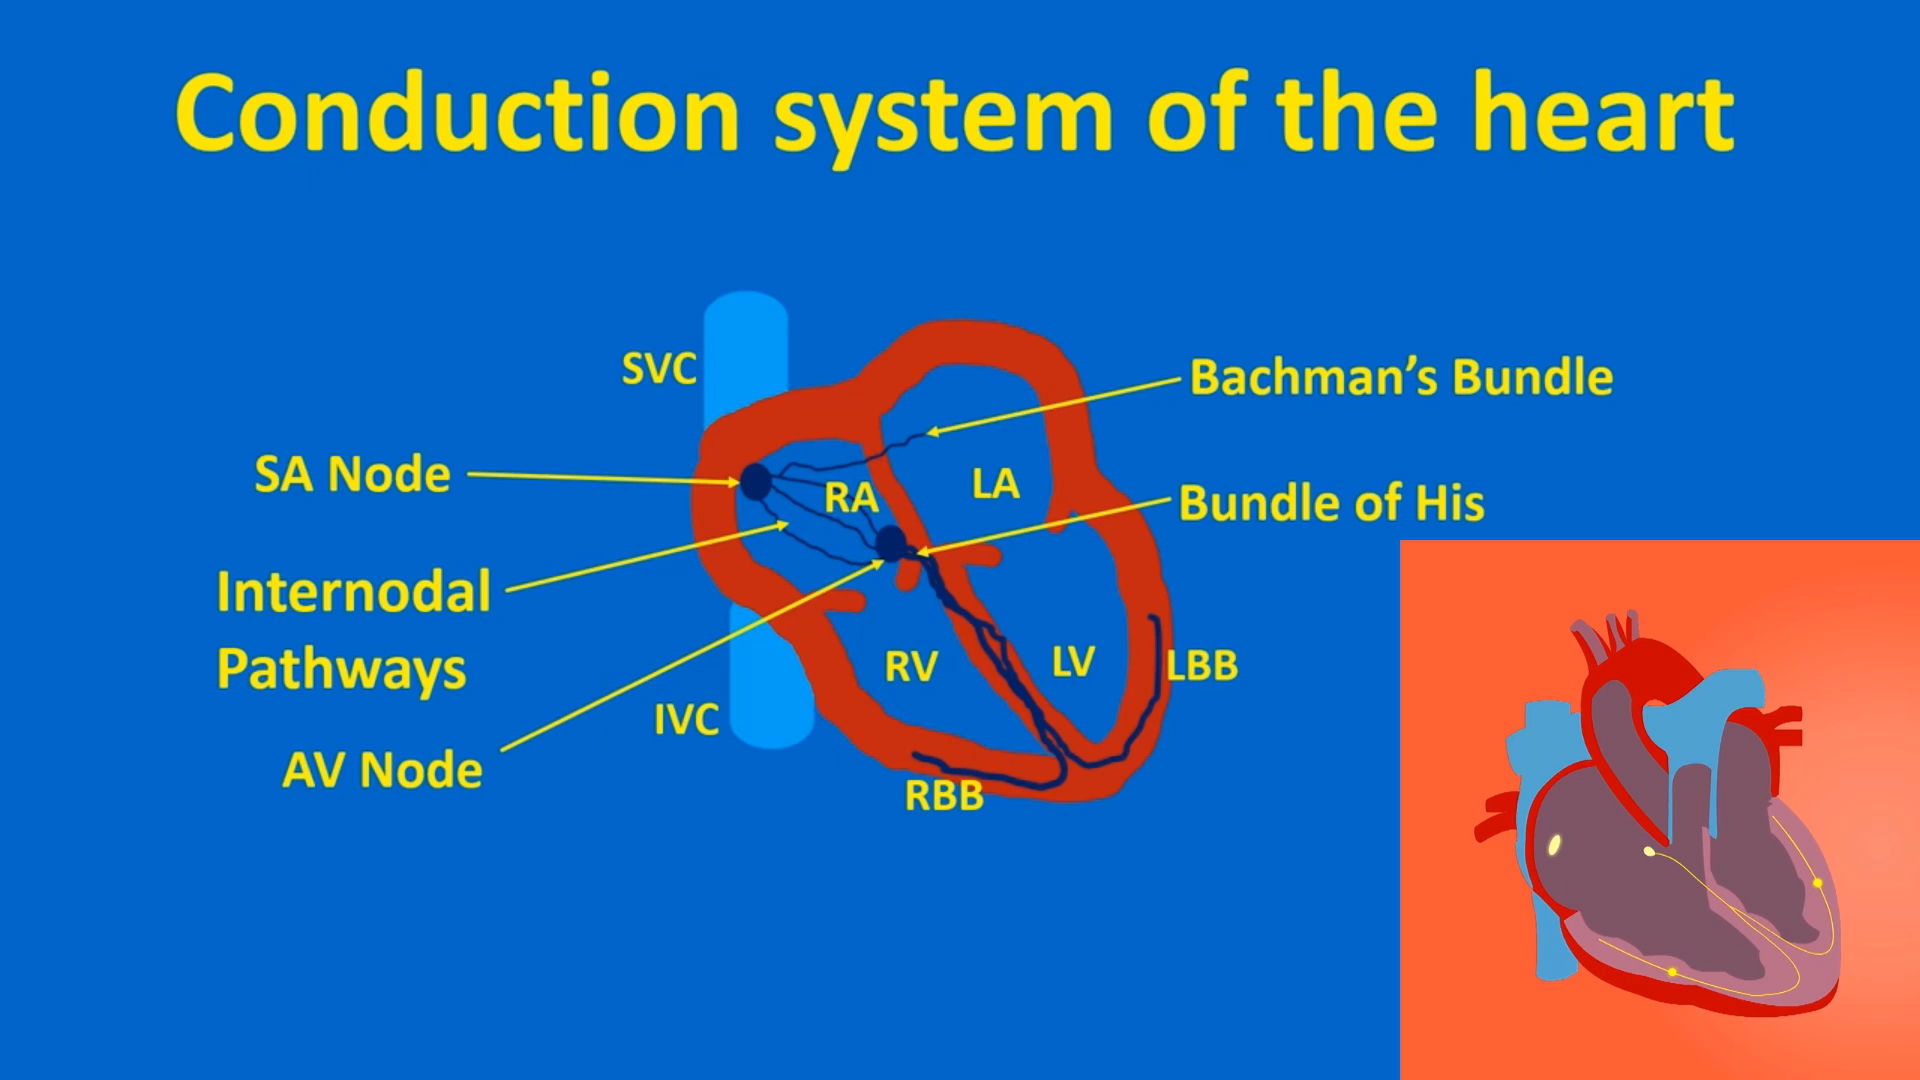 Conduction system of the heart
SVC
Bachman’s Bundle
SA Node
RA
LA
Bundle of His
Internodal
Pathways
RV
LV
LBB
IVC
AV Node
RBB